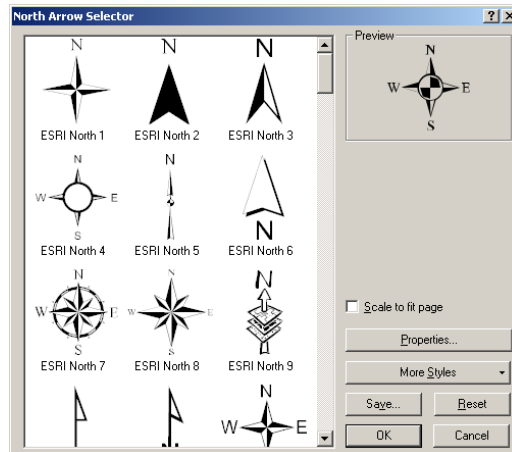 North Arrow Selector
N N N
ESRI North 1 ESRI North 2 ESRI North 3
N
W E
S
N
N
ESRI North 4 ESRI North 5 ESRI North 6
N
W E
S
N
W E
S
N
ESRI North 7 ESRI North 8 ESRI North 9
N
W E
Preview
N
W E
S
Scale to fit page
Properties...
More Styles
Save... Reset
OK Cancel